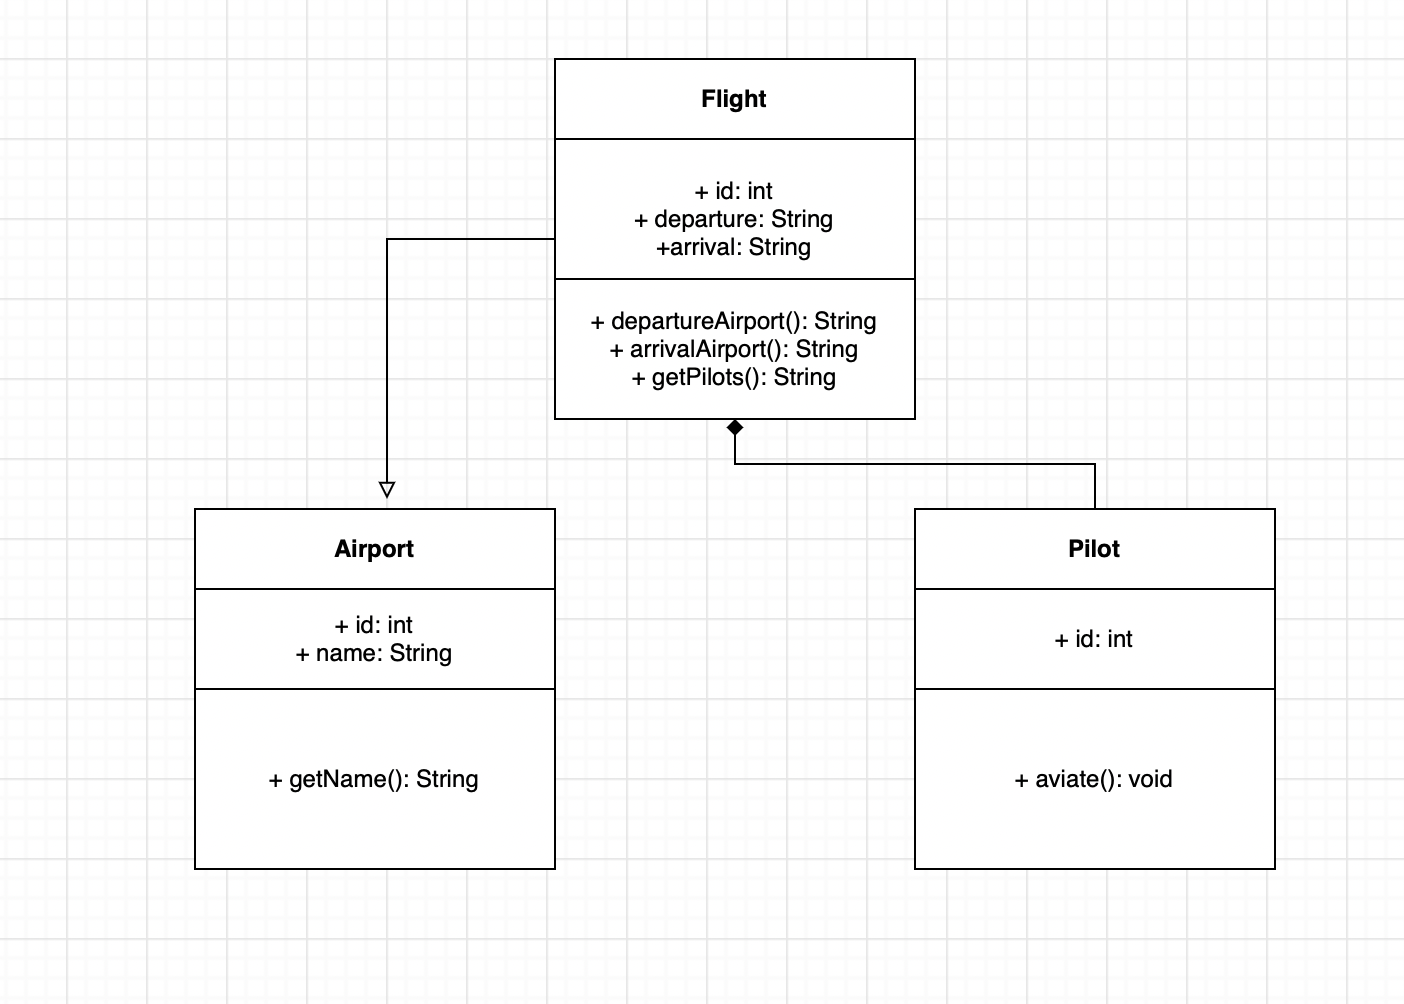 Flight
+ id: int
+ departure: String
+arrival: String
+ departureAirport(): String
+ arrivalAirport(): String
+ getPilots(): String
Airport
+ id: int
+ name: String
+ getName(): String
Pilot
+ id: int
+ aviate(): void